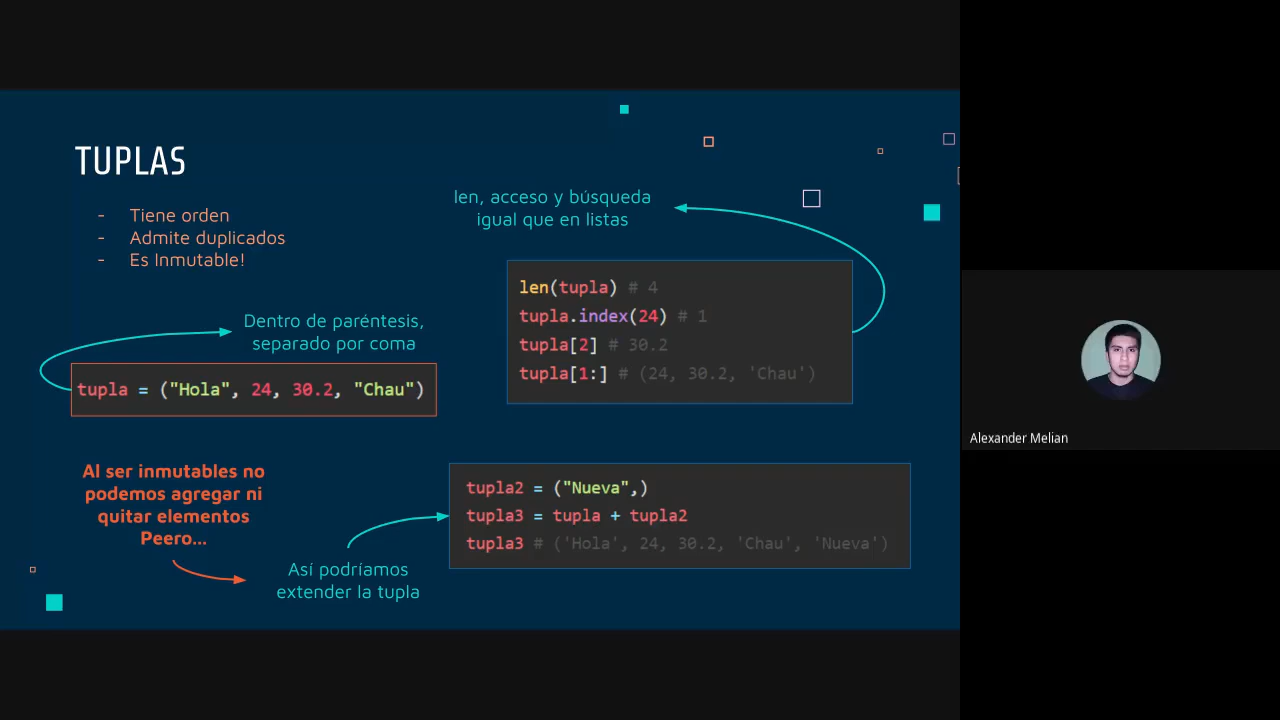 TUPLAS
- Tiene orden
- Admite duplicados
- Es Inmutable!
len, acceso y búsqueda
igual que en listas
len(tupla) # 4
tupla.index(24) # 1
tupla[2] # 30.2
tupla[1:] # (24, 30.2, 'Chau')
Dentro de paréntesis,
separado por coma
tupla = ("Hola", 24, 30.2, "Chau")
Al ser inmutables no
podemos agregar ni
quitar elementos
Peero...
Así podríamos
extender la tupla
tupla2 = ("Nueva",)
tupla3 = tupla + tupla2
tupla3 # ('Hola', 24, 30.2, 'Chau', 'Nueva')
Alexander Melian